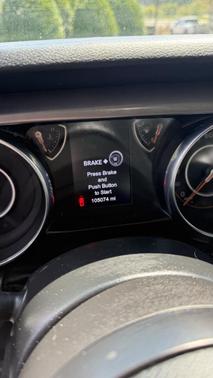 BRAKE +
Press Brake
and
Push Button
to Start
105074 mi